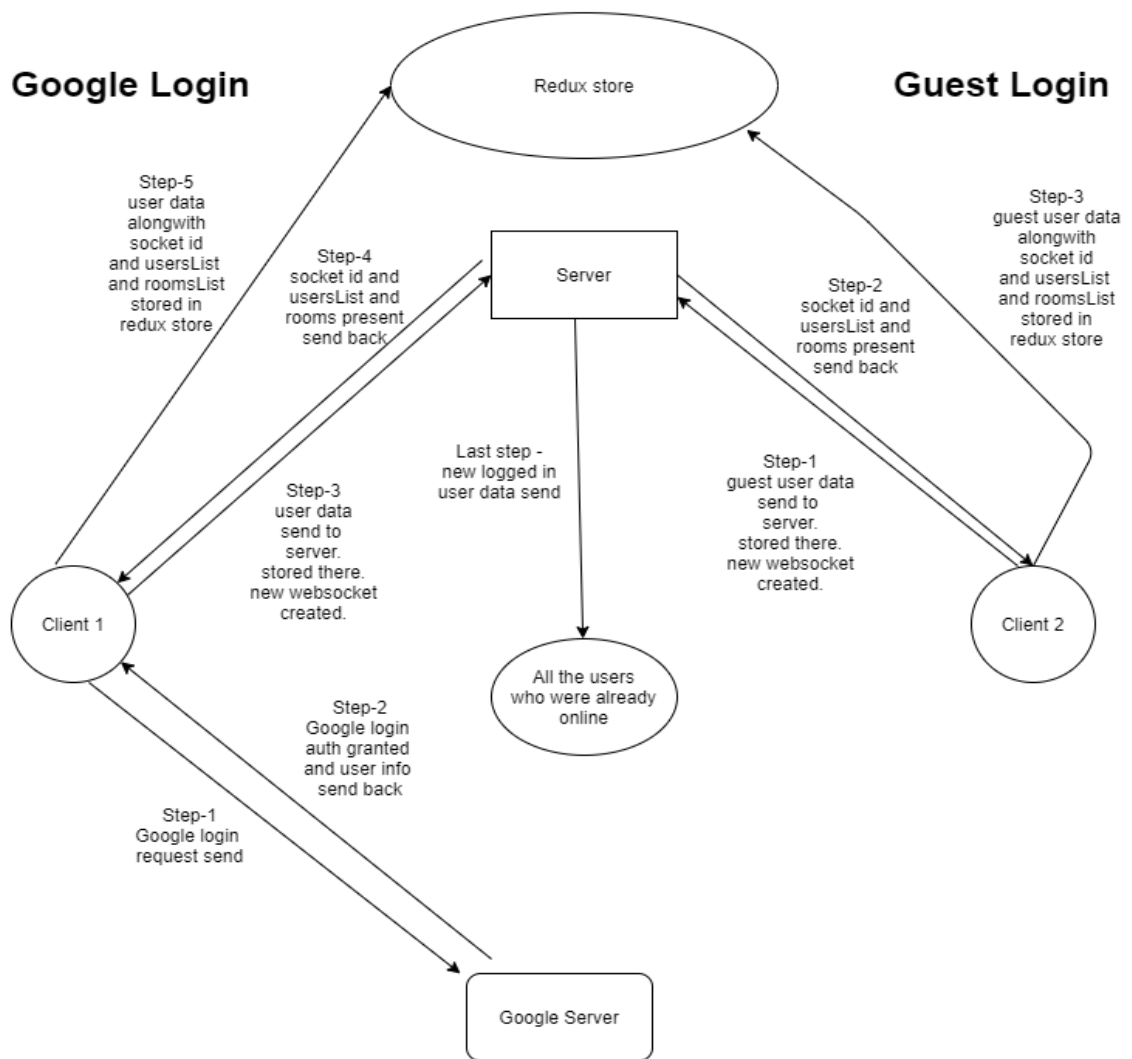 Google Login
Redux store
Guest Login
Step-5
user data
alongwith
socket id
and usersList
and roomsList
stored in
redux store
Step-4
socket id and
usersList and
rooms present
send back
Server
Step-2
socket id and
usersList and
rooms present
send back
Step-3
guest user data
alongwith
socket id
and usersList
and roomsList
stored in
redux store
Step-3
user data
send to
server.
stored there.
new websocket
created.
Last step -
new logged in
user data send
Step-1
guest user data
send to
server.
stored there.
new websocket
created.
Client 1
Client 2
All the users
who were already
online
Step-2
Google login
auth granted
and user info
send back
Step-1
Google login
request send
Google Server